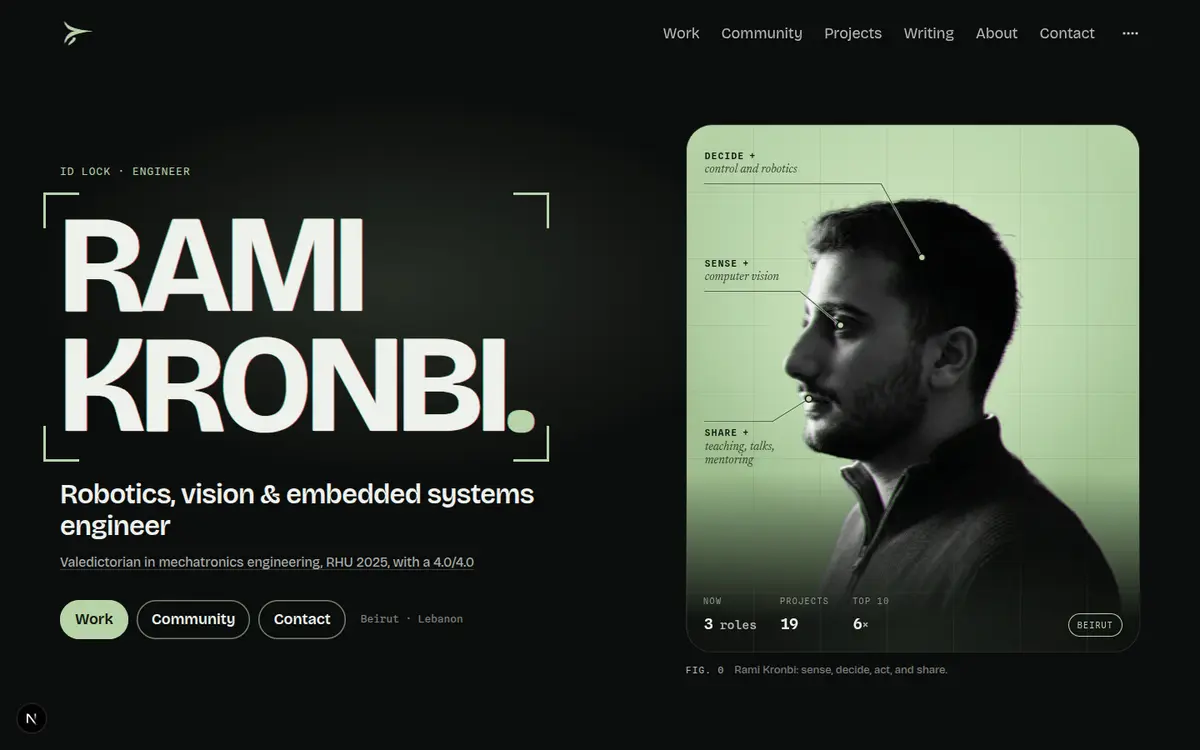 Work Community Projects Writing About Contact
ID LOCK · ENGINEER
RAMI
KRONBI.
Robotics, vision & embedded systems
engineer
Valedictorian in mechatronics engineering, RHU 2025, with a 4.0/4.0
Work Community Contact Beirut · Lebanon
DECIDE +
control and robotics
SENSE +
computer vision
SHARE +
teaching, talks,
mentoring
NOW PROJECTS TOP 10
3 roles 19 6×
BEIRUT
FIG. 0 Rami Kronbi: sense, decide, act, and share.
N